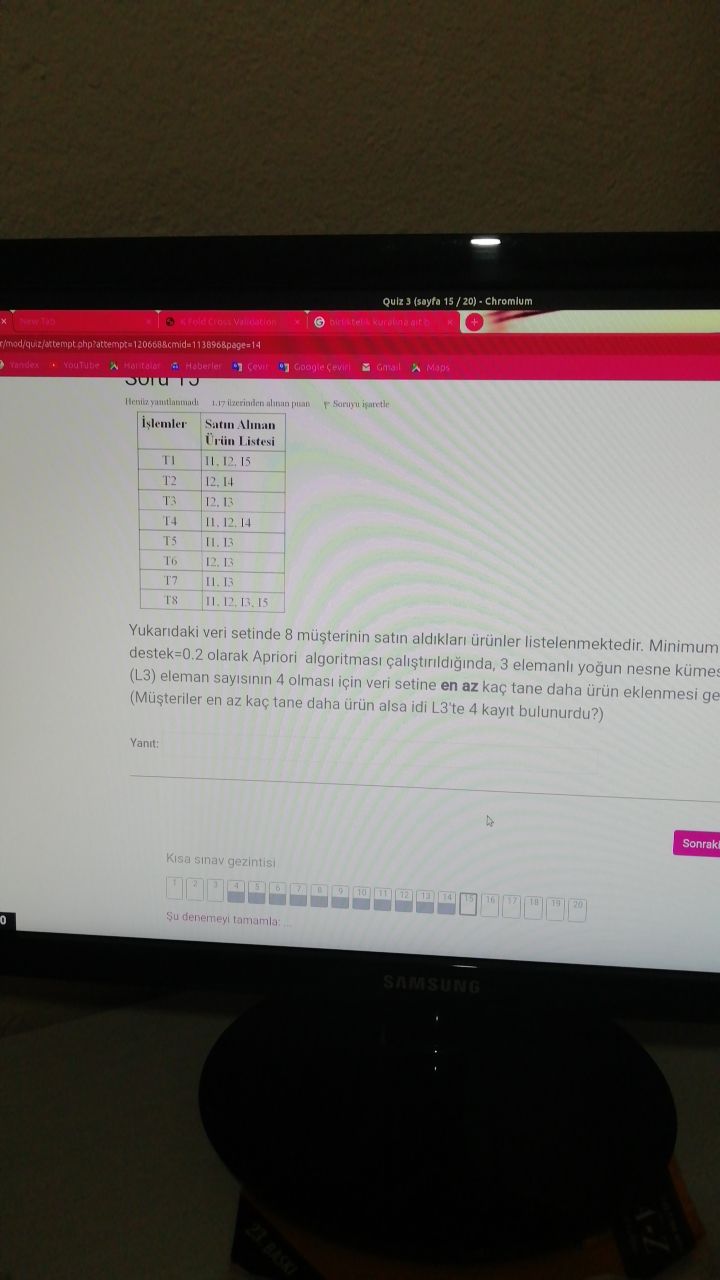 Quiz 3 (sayfa 15 / 20) - Chromium
New Tab
K Fold Cross Validation
birliktelik kuralına ait b
r/mod/quiz/attempt.php?attempt=120668&cmid=113896&page=14
Yandex YouTube Haritalar Haberler Çevir Google Çeviri Gmail Maps
Soru 15
Henüz yanıtlanmadı 1,17 üzerinden alınan puan Soruyu işaretle
İşlemler Satın Alınan Ürün Listesi
T1 I1, I2, I5
T2 I2, I4
T3 I2, I3
T4 I1, I2, I4
T5 I1, I3
T6 I2, I3
T7 I1, I3
T8 I1, I2, I3, I5
Yukarıdaki veri setinde 8 müşterinin satın aldıkları ürünler listelenmektedir. Minimum
destek=0.2 olarak Apriori algoritması çalıştırıldığında, 3 elemanlı yoğun nesne kümes
(L3) eleman sayısının 4 olması için veri setine en az kaç tane daha ürün eklenmesi ge
(Müşteriler en az kaç tane daha ürün alsa idi L3'te 4 kayıt bulunurdu?)
Yanıt:
Sonraki
Kısa sınav gezintisi
1 2 3 4 5 6 7 8 9 10 11 12 13 14 15 16 17 18 19 20
Şu denemeyi tamamla: ...
0
SAMSUNG
23. BASKI